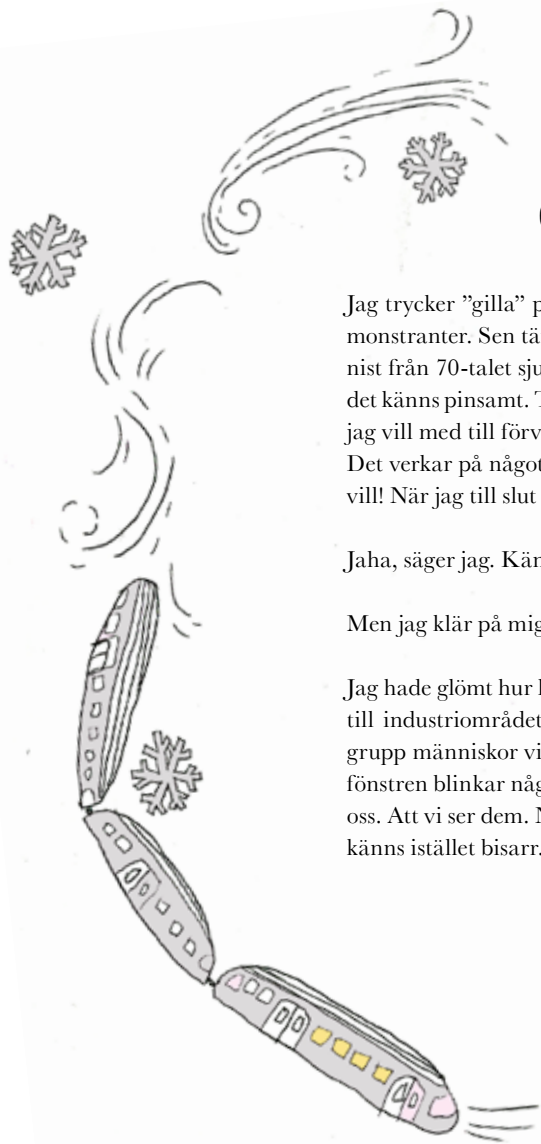 Jag trycker ”gilla” p
monstranter. Sen tä
nist från 70-talet sju
det känns pinsamt. T
jag vill med till förv
Det verkar på något
vill! När jag till slut
Jaha, säger jag. Kän
Men jag klär på mig
Jag hade glömt hur
till industriområdet
grupp människor vi
fönstren blinkar någ
oss. Att vi ser dem. N
känns istället bisarr.